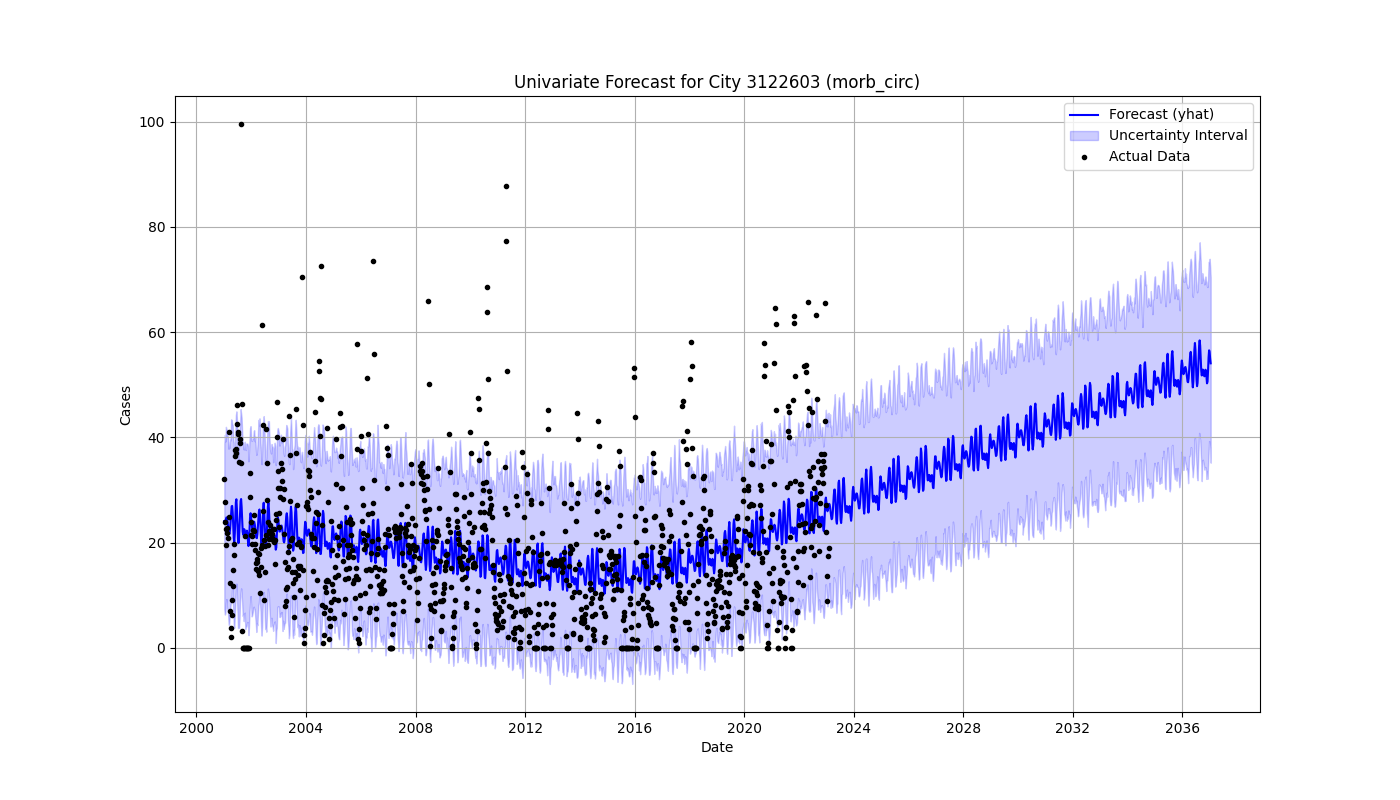 Univariate Forecast for City 3122603 (morb_circ)
Forecast (yhat)
Uncertainty Interval
Actual Data
100
80
60
40
20
0
Cases
2000 2004 2008 2012 2016 2020 2024 2028 2032 2036
Date